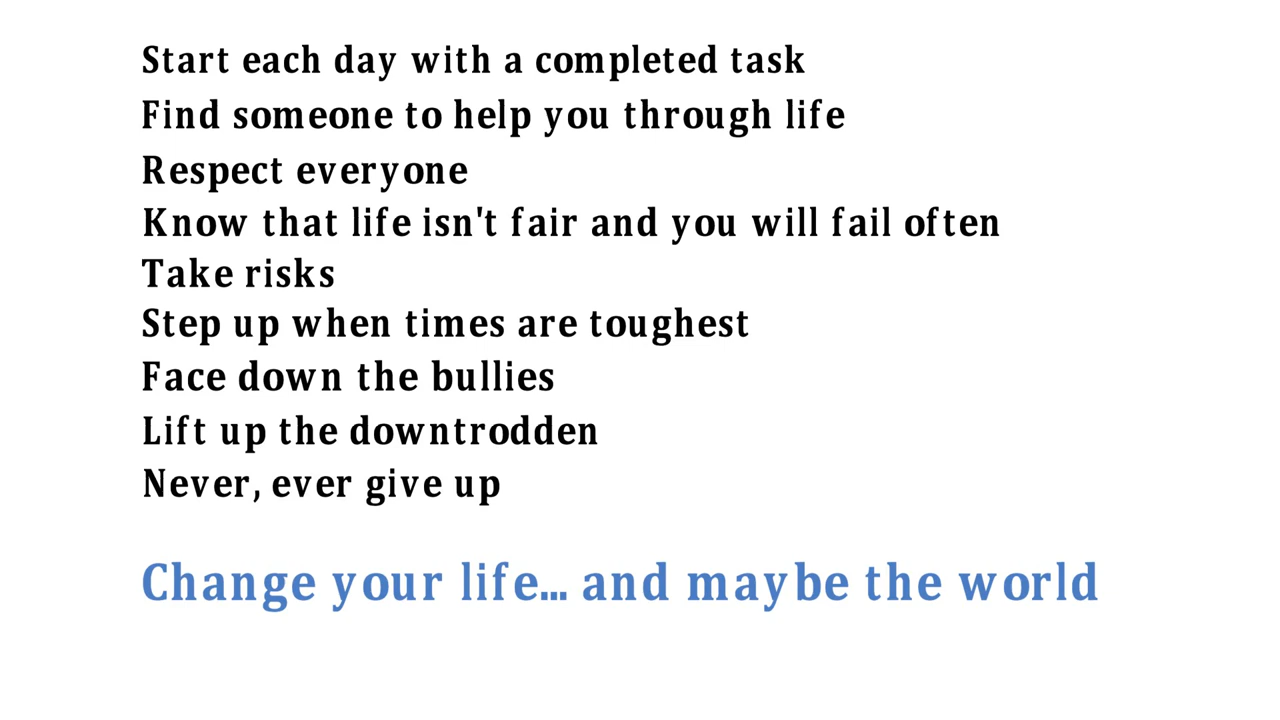 Start each day with a completed task
Find someone to help you through life
Respect everyone
Know that life isn't fair and you will fail often
Take risks
Step up when times are toughest
Face down the bullies
Lift up the downtrodden
Never, ever give up
Change your life... and maybe the world